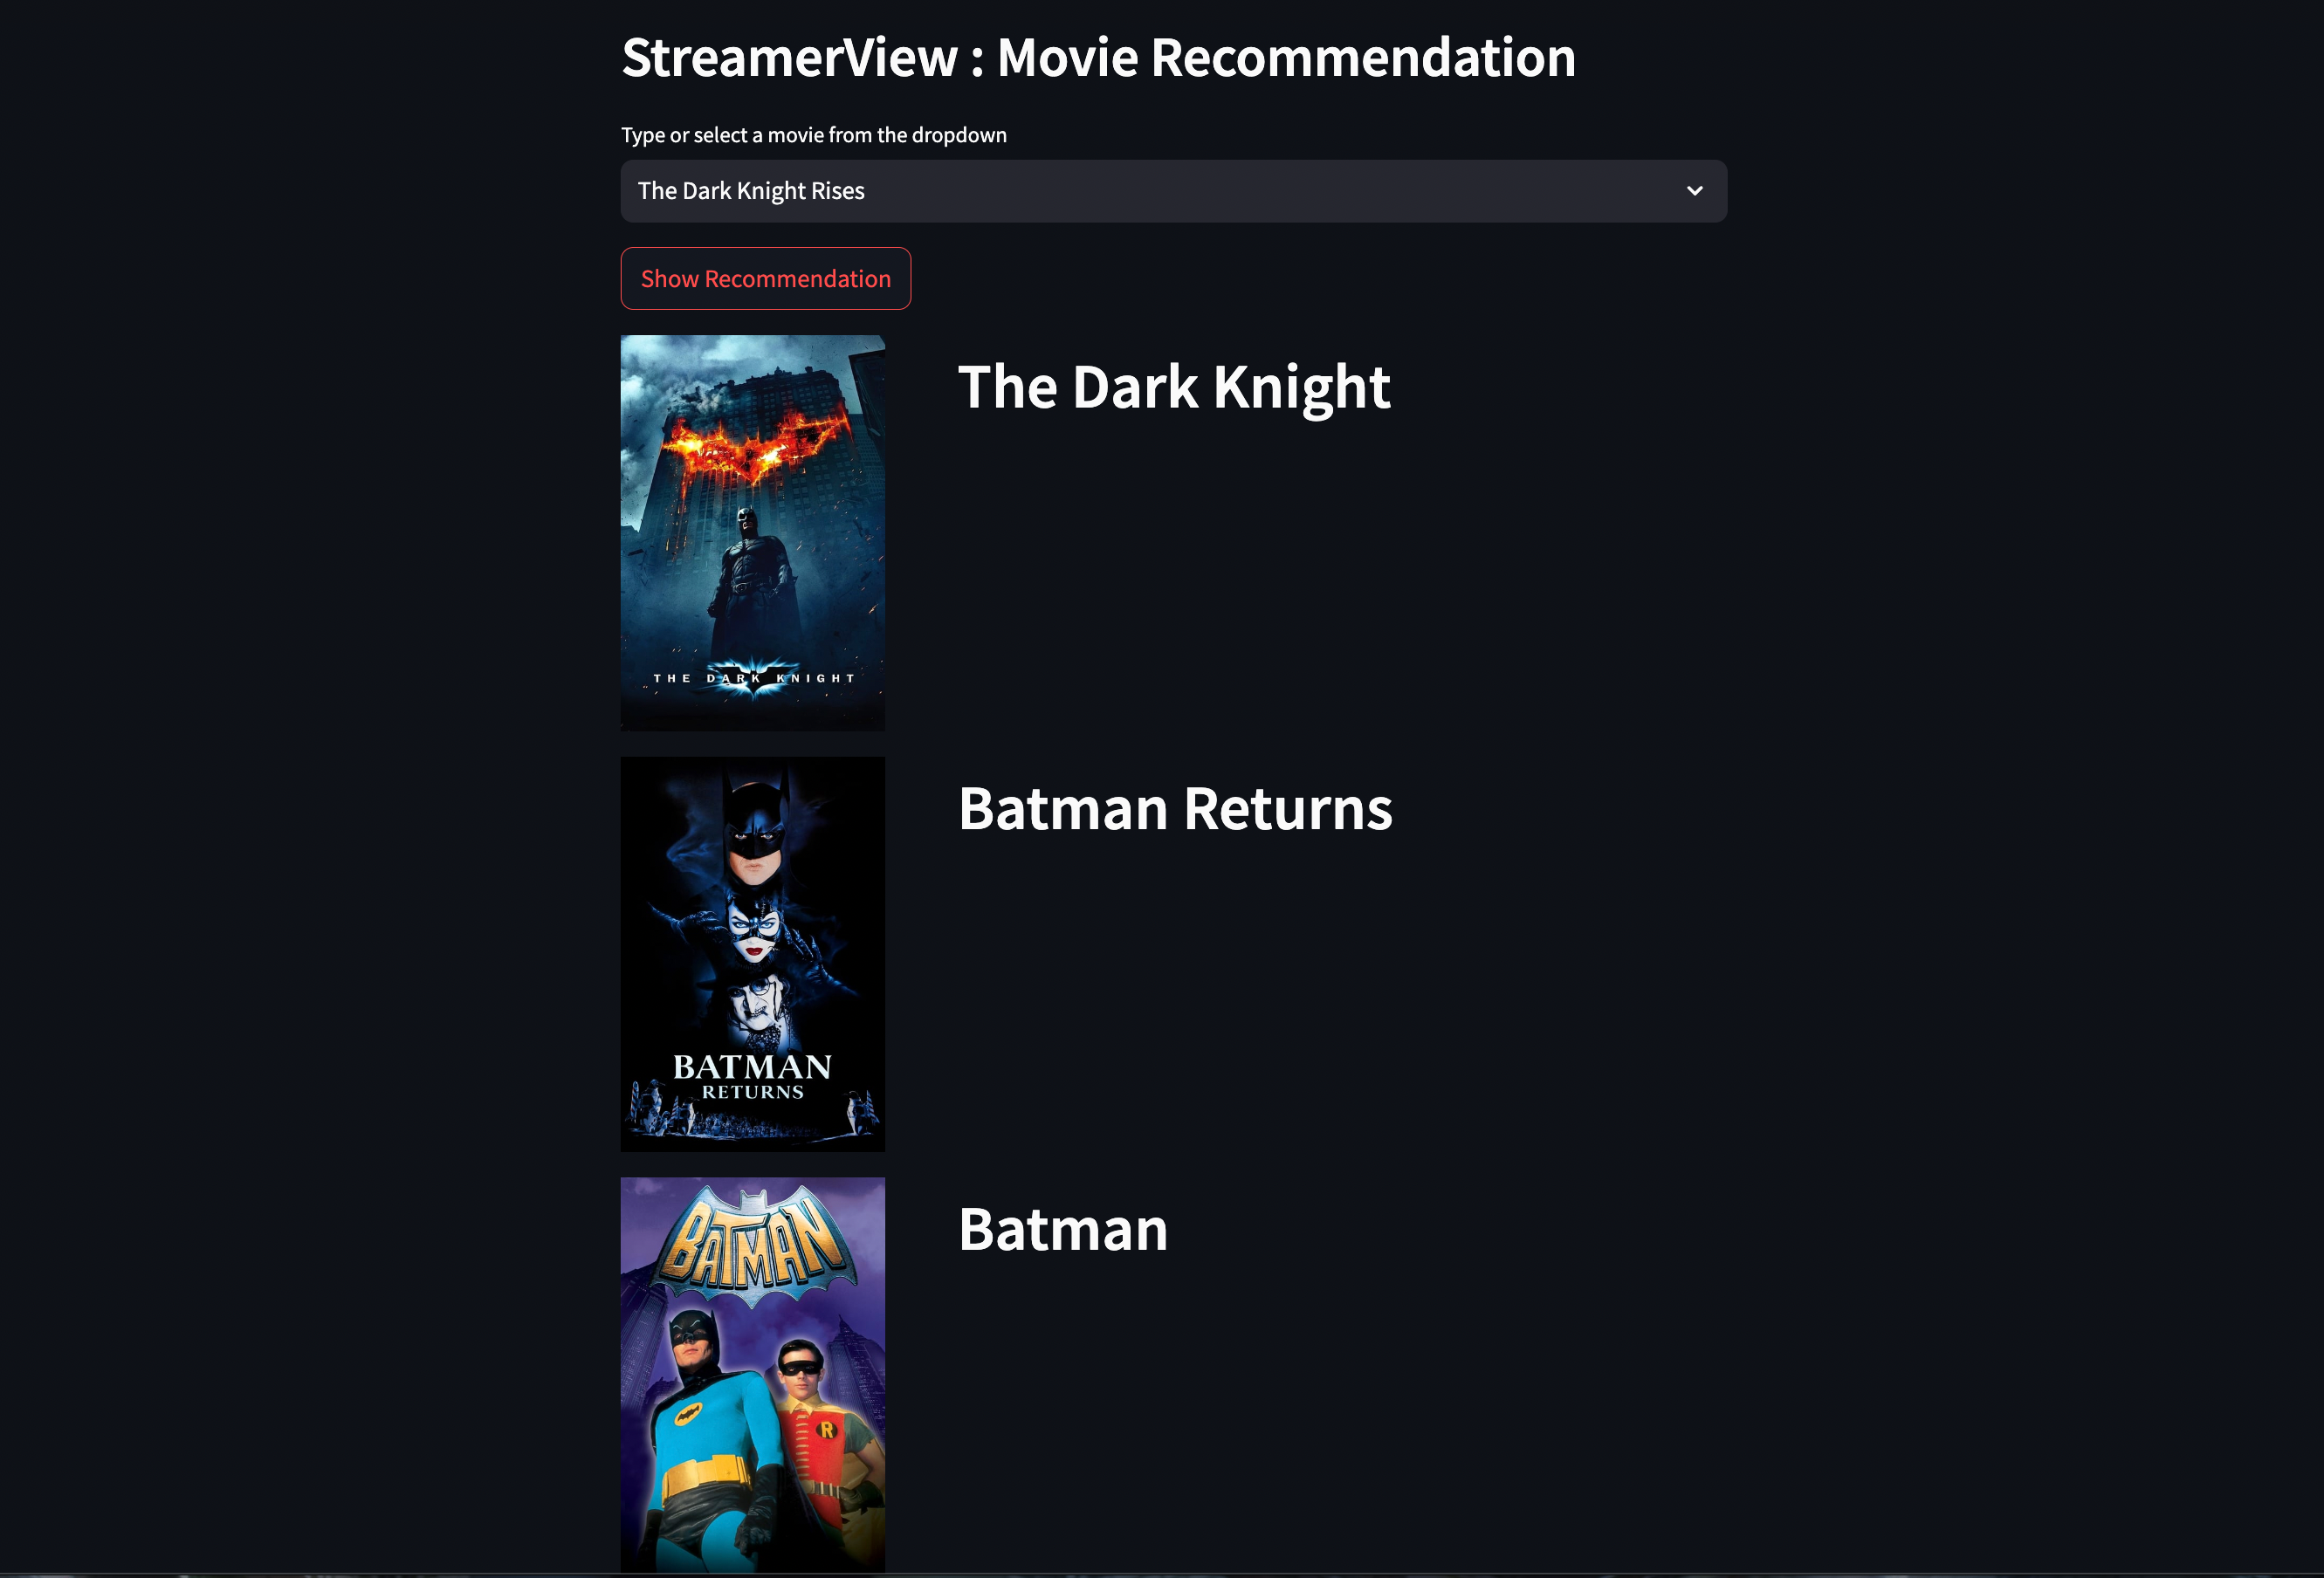 StreamerView : Movie Recommendation
Type or select a movie from the dropdown
The Dark Knight Rises
Show Recommendation
The Dark Knight
THE DARK KNIGHT
Batman Returns
BATMAN
RETURNS
Batman
BATMAN
R